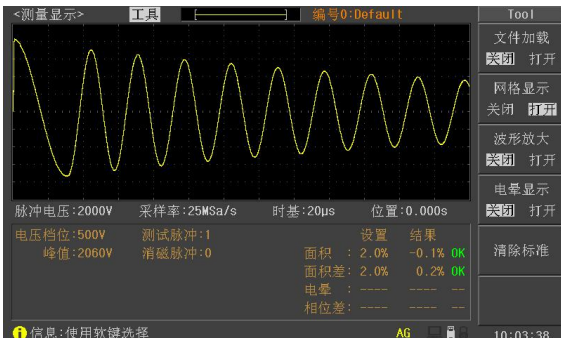 <测量显示> 工具 编号0:Default Tool
文件加载
关闭 打开
网格显示
关闭 打开
波形放大
关闭 打开
电晕显示
关闭 打开
清除标准
脉冲电压:2000V 采样率:25MSa/s 时基:20μs 位置:0.000s
电压档位:500V 测试脉冲:1 设置 结果
峰值:2060V 消磁脉冲:0 面积 : 2.0% -0.1% OK
面积差: 2.0% 0.2% OK
电晕 : ---- ---- --
相位差: ---- ---- --
信息:使用软键选择 AG 10:03:38